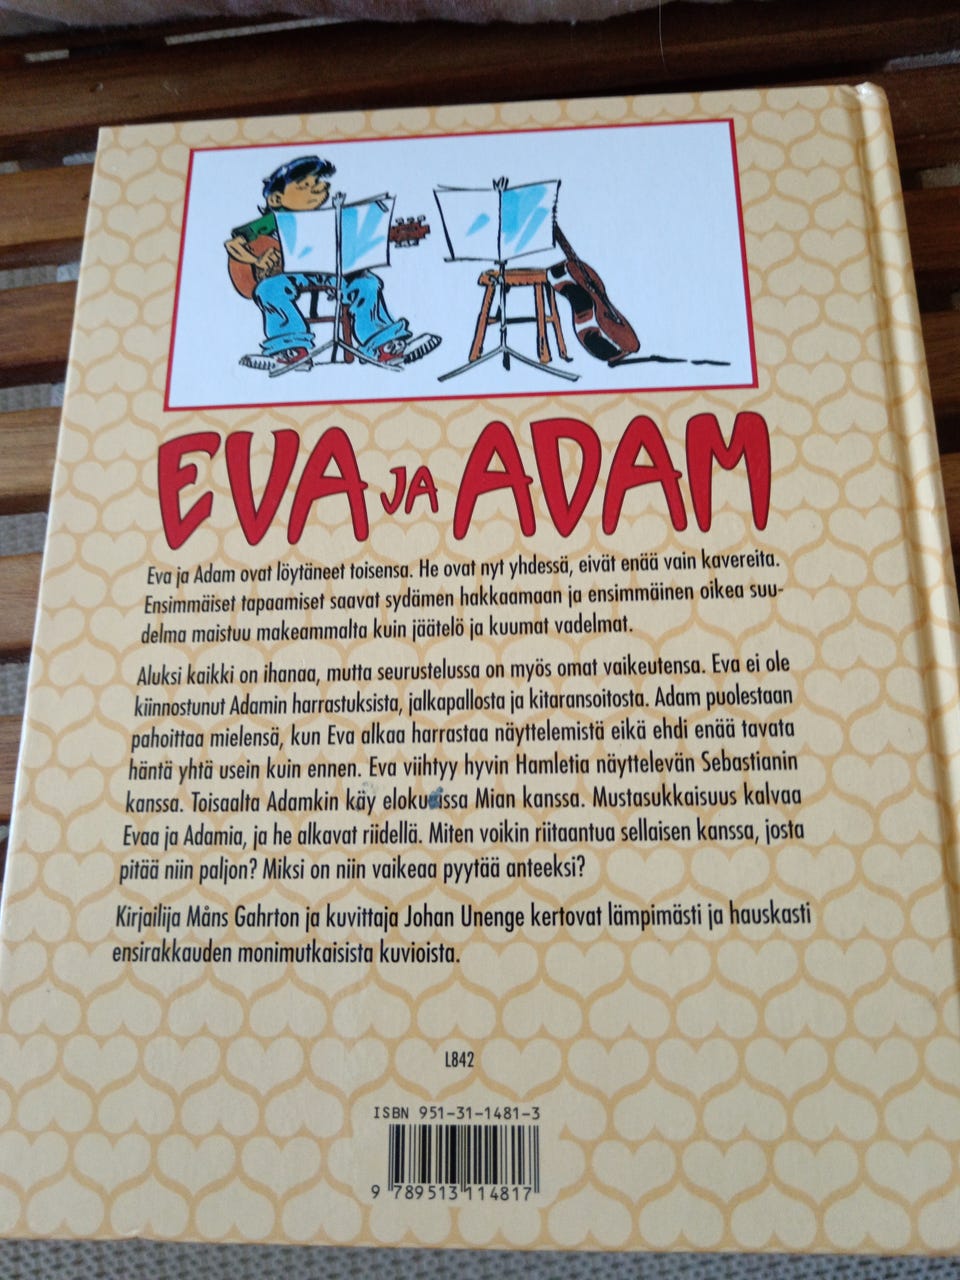 EVA JA ADAM
Eva ja Adam ovat löytäneet toisensa. He ovat nyt yhdessä, eivät enää vain kavereita.
Ensimmäiset tapaamiset saavat sydämen hakkaamaan ja ensimmäinen oikea suu-
delma maistuu makeammalta kuin jäätelö ja kuumat vadelmat.
Aluksi kaikki on ihanaa, mutta seurustelussa on myös omat vaikeutensa. Eva ei ole
kiinnostunut Adamin harrastuksista, jalkapallosta ja kitaransoitosta. Adam puolestaan
pahoittaa mielensä, kun Eva alkaa harrastaa näyttelemistä eikä ehdi enää tavata
häntä yhtä usein kuin ennen. Eva viihtyy hyvin Hamletia näyttelevän Sebastianin
kanssa. Toisaalta Adamkin käy elokuvissa Mian kanssa. Mustasukkaisuus kalvaa
Evaa ja Adamia, ja he alkavat riidellä. Miten voikin riitaantua sellaisen kanssa, josta
pitää niin paljon? Miksi on niin vaikeaa pyytää anteeksi?
Kirjailija Måns Gahrton ja kuvittaja Johan Unenge kertovat lämpimästi ja hauskasti
ensirakkauden monimutkaisista kuvioista.
L842
ISBN 951-31-1481-3
9 789513 114817